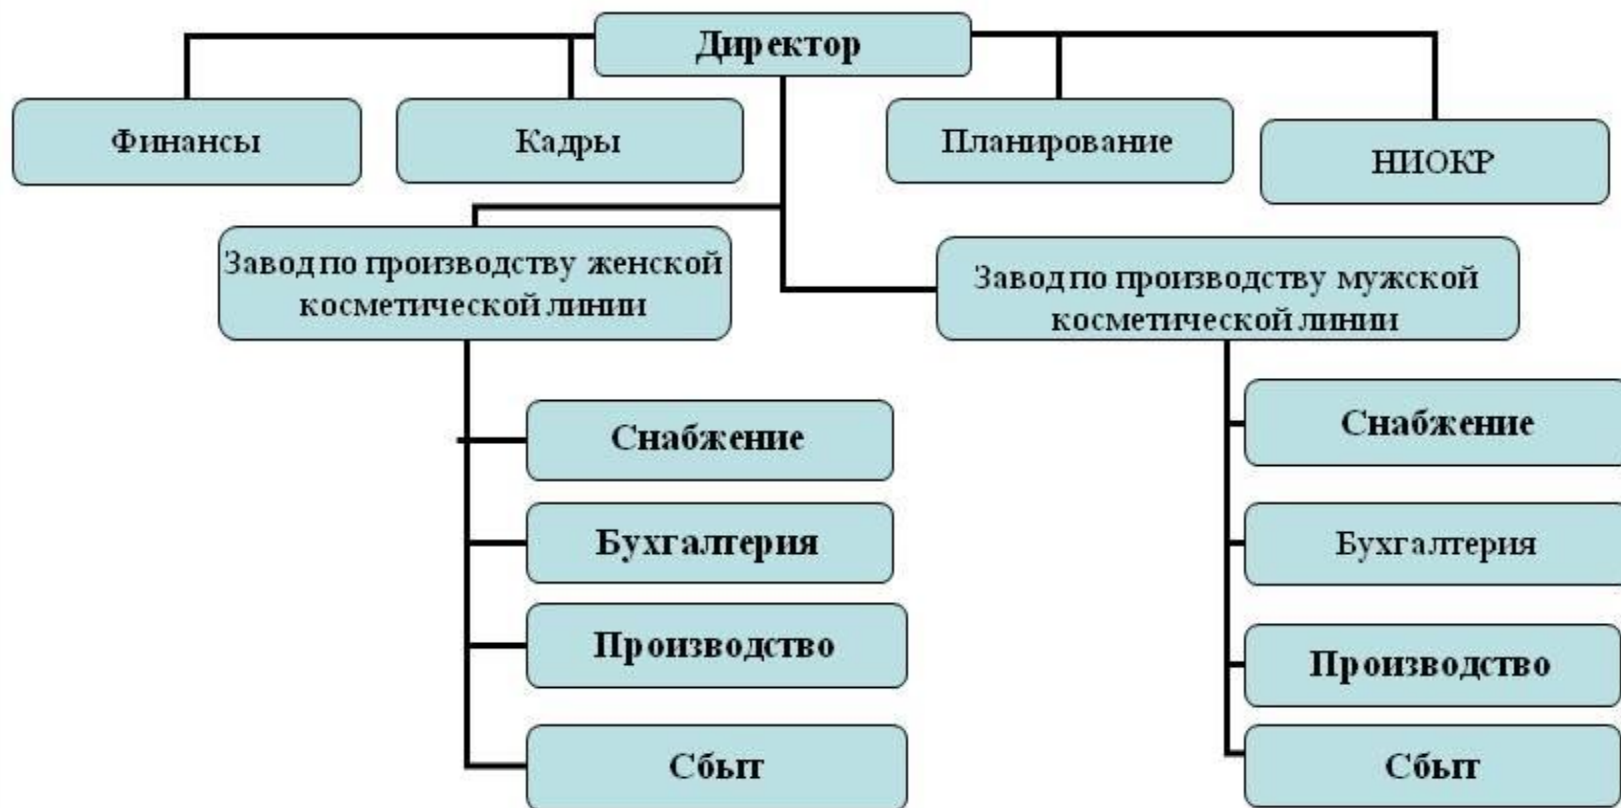 Директор
Финансы
Кадры
Планирование
НИОКР
Завод по производству женской
косметической линии
Завод по производству мужской
косметической линии
Снабжение
Бухгалтерия
Производство
Сбыт
Снабжение
Бухгалтерия
Производство
Сбыт